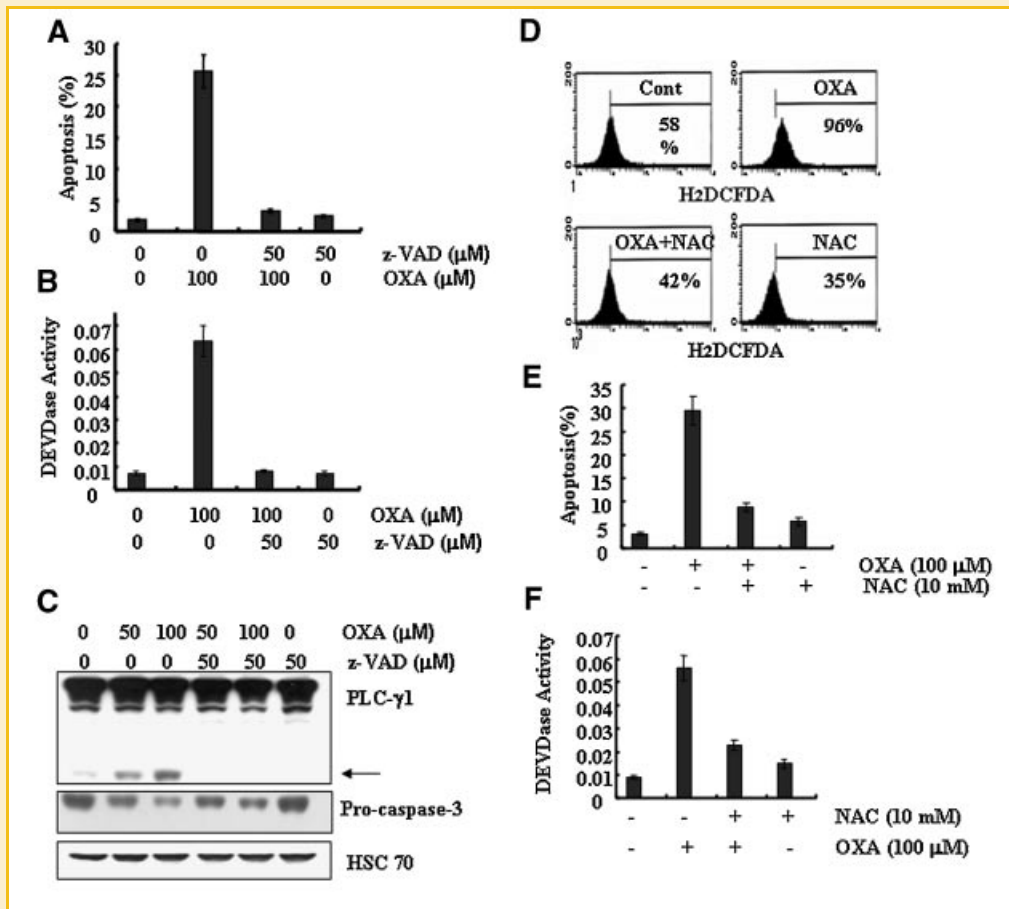 A
30
25
20
15
10
5
0
Apoptosis (%)
0 0 50 50 z-VAD (μM)
0 100 100 0 OXA (μM)
B
0.07
0.06
0.05
0.04
0.03
0.02
0.01
0
DEVDase Activity
0 100 100 0 OXA (μM)
0 0 50 50 z-VAD (μM)
C
0 50 100 50 100 0 OXA (μM)
0 0 0 50 50 50 z-VAD (μM)
PLC-γ1
Pro-caspase-3
HSC 70
D
200
0
Cont
58
%
200
0
OXA
96%
1
H2DCFDA
200
0
OXA+NAC
42%
200
0
NAC
35%
H2DCFDA
E
35
30
25
20
15
10
5
0
Apoptosis(%)
- + + - OXA (100 μM)
- - + + NAC (10 mM)
F
0.07
0.06
0.05
0.04
0.03
0.02
0.01
0
DEVDase Activity
- - + + NAC (10 mM)
- + + - OXA (100 μM)